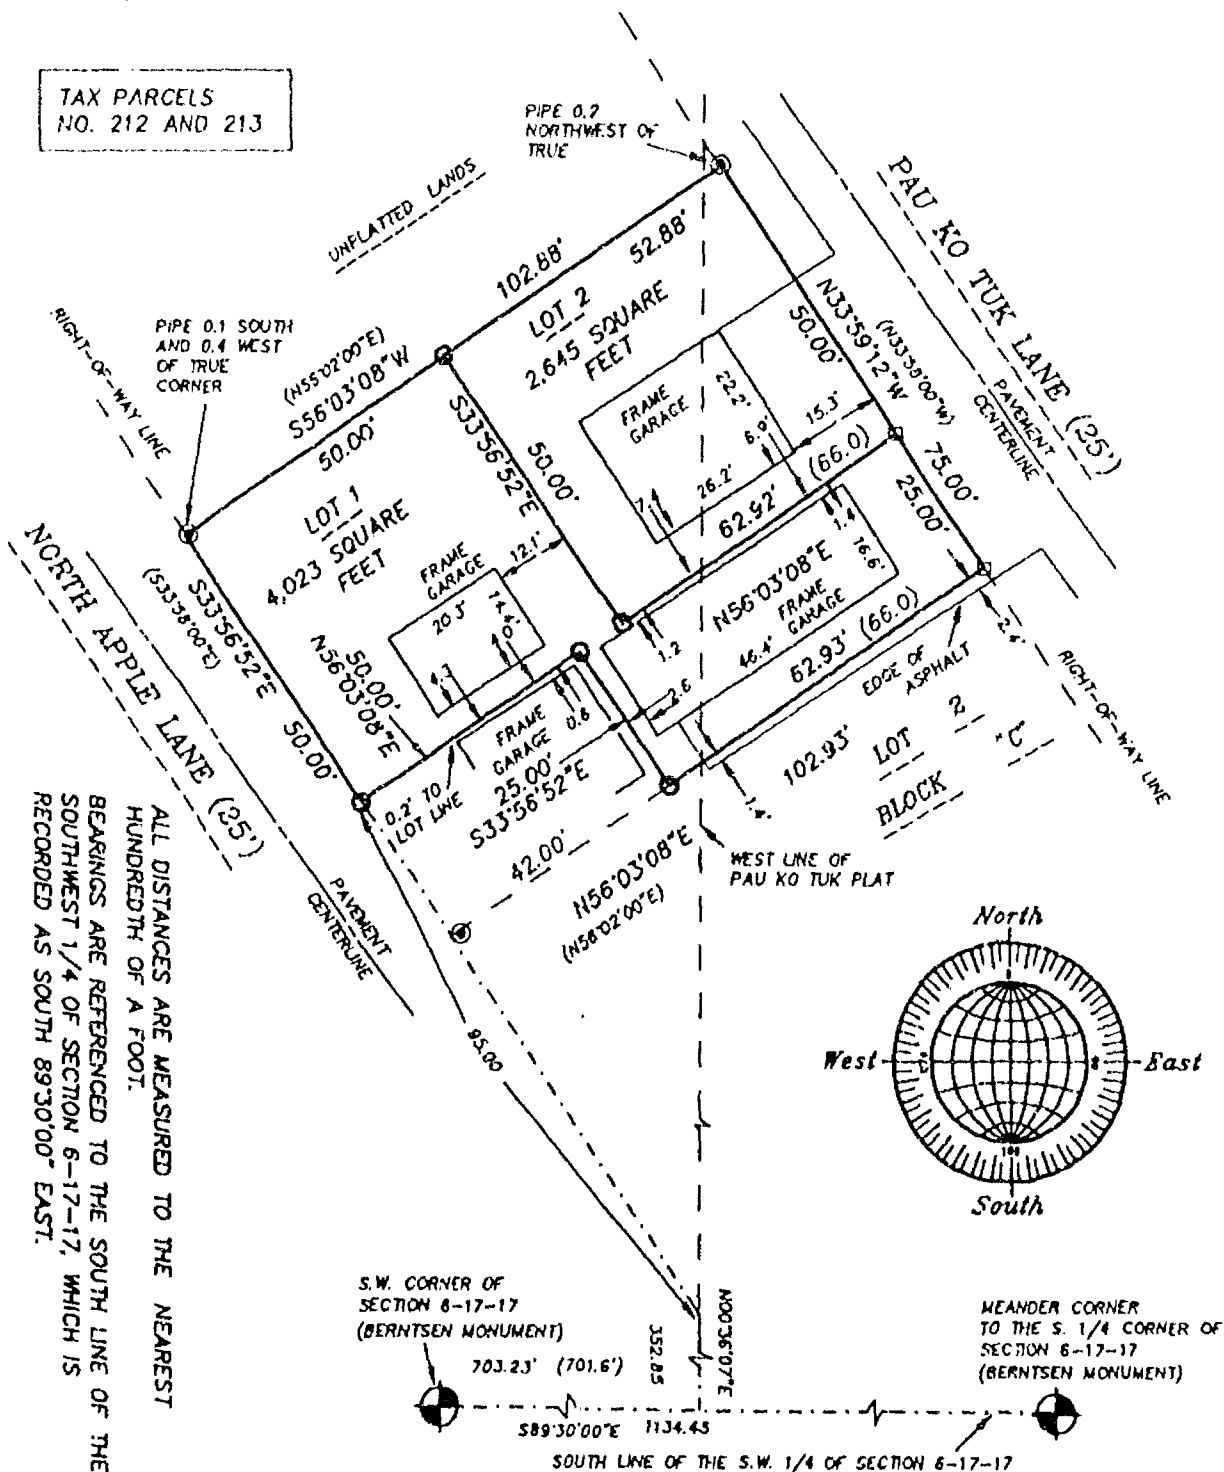 TAX PARCELS
NO. 212 AND 213
PIPE 0.2
NORTHWEST OF
TRUE
UNPLATTED LANDS
PAU KO TUK LANE (25')
PAVEMENT
CENTERLINE
RIGHT-OF-WAY LINE
PIPE 0.1 SOUTH
AND 0.4 WEST
OF TRUE
CORNER
102.88'
52.88'
(N55°02'00"E)
S56°03'08"W
50.00'
LOT 2
2,645 SQUARE
FEET
N33°59'12"W
(N33°58'00"W)
50.00'
75.00'
25.00'
S33°56'52"E
50.00'
FRAME
GARAGE
22.2'
6.0'
15.3'
26.2'
62.92'
(66.0)
LOT 1
4,023 SQUARE
FEET
FRAME
GARAGE
12.1'
20.3'
14.4'
NORTH APPLE LANE (25')
PAVEMENT
CENTERLINE
S33°56'52"E
(S33°58'00"E)
50.00'
50.00'
N56°03'08"E
1.4
16.6'
N56°03'08"E
FRAME
GARAGE
46.4'
1.2
2.6
62.93' (66.0)
EDGE OF
ASPHALT
2.4'
RIGHT-OF-WAY LINE
FRAME
GARAGE
0.6
25.00'
S33°56'52"E
0.2' TO
LOT LINE
42.00'
102.93'
LOT 2
BLOCK "C"
N56°03'08"E
(N56°02'00"E)
WEST LINE OF
PAU KO TUK PLAT
95.00
North
West
East
South
ALL DISTANCES ARE MEASURED TO THE NEAREST
HUNDREDTH OF A FOOT.
BEARINGS ARE REFERENCED TO THE SOUTH LINE OF THE
SOUTHWEST 1/4 OF SECTION 6-17-17, WHICH IS
RECORDED AS SOUTH 89°30'00" EAST.
S.W. CORNER OF
SECTION 6-17-17
(BERNTSEN MONUMENT)
703.23' (701.6')
352.85
N00°36'07"E
S89°30'00"E 1134.45
MEANDER CORNER
TO THE S. 1/4 CORNER OF
SECTION 6-17-17
(BERNTSEN MONUMENT)
SOUTH LINE OF THE S.W. 1/4 OF SECTION 6-17-17